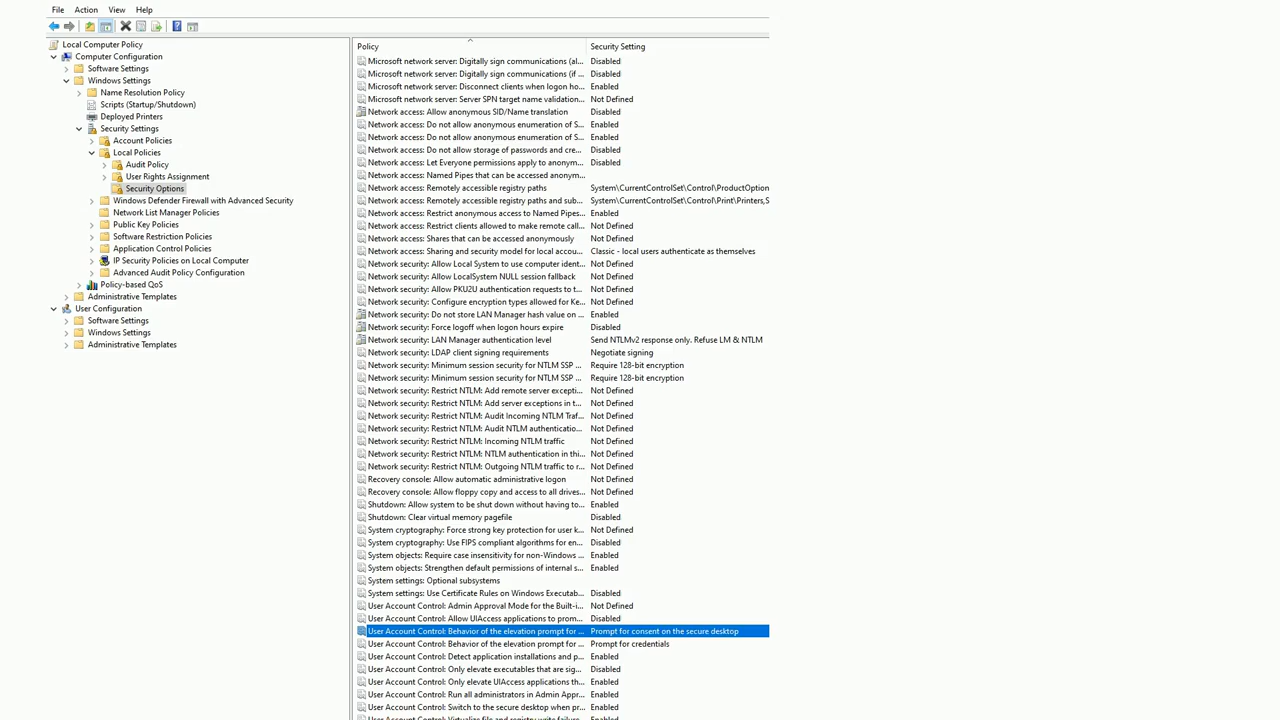 File Action View Help
Local Computer Policy
Computer Configuration
Software Settings
Windows Settings
Name Resolution Policy
Scripts (Startup/Shutdown)
Deployed Printers
Security Settings
Account Policies
Local Policies
Audit Policy
User Rights Assignment
Security Options
Windows Defender Firewall with Advanced Security
Network List Manager Policies
Public Key Policies
Software Restriction Policies
Application Control Policies
IP Security Policies on Local Computer
Advanced Audit Policy Configuration
Policy-based QoS
Administrative Templates
User Configuration
Software Settings
Windows Settings
Administrative Templates
Policy Security Setting
Microsoft network server: Digitally sign communications (al... Disabled
Microsoft network server: Digitally sign communications (if ... Disabled
Microsoft network server: Disconnect clients when logon ho... Enabled
Microsoft network server: Server SPN target name validation... Not Defined
Network access: Allow anonymous SID/Name translation Disabled
Network access: Do not allow anonymous enumeration of S... Enabled
Network access: Do not allow anonymous enumeration of S... Enabled
Network access: Do not allow storage of passwords and cre... Disabled
Network access: Let Everyone permissions apply to anonym... Disabled
Network access: Named Pipes that can be accessed anonym...
Network access: Remotely accessible registry paths System\CurrentControlSet\Control\ProductOption
Network access: Remotely accessible registry paths and sub... System\CurrentControlSet\Control\Print\Printers,S
Network access: Restrict anonymous access to Named Pipes... Enabled
Network access: Restrict clients allowed to make remote call... Not Defined
Network access: Shares that can be accessed anonymously Not Defined
Network access: Sharing and security model for local accou... Classic - local users authenticate as themselves
Network security: Allow Local System to use computer ident... Not Defined
Network security: Allow LocalSystem NULL session fallback Not Defined
Network security: Allow PKU2U authentication requests to t... Not Defined
Network security: Configure encryption types allowed for Ke... Not Defined
Network security: Do not store LAN Manager hash value on ... Enabled
Network security: Force logoff when logon hours expire Disabled
Network security: LAN Manager authentication level Send NTLMv2 response only. Refuse LM & NTLM
Network security: LDAP client signing requirements Negotiate signing
Network security: Minimum session security for NTLM SSP ... Require 128-bit encryption
Network security: Minimum session security for NTLM SSP ... Require 128-bit encryption
Network security: Restrict NTLM: Add remote server excepti... Not Defined
Network security: Restrict NTLM: Add server exceptions in t... Not Defined
Network security: Restrict NTLM: Audit Incoming NTLM Traf... Not Defined
Network security: Restrict NTLM: Audit NTLM authenticatio... Not Defined
Network security: Restrict NTLM: Incoming NTLM traffic Not Defined
Network security: Restrict NTLM: NTLM authentication in thi... Not Defined
Network security: Restrict NTLM: Outgoing NTLM traffic to r... Not Defined
Recovery console: Allow automatic administrative logon Not Defined
Recovery console: Allow floppy copy and access to all drives... Not Defined
Shutdown: Allow system to be shut down without having to... Enabled
Shutdown: Clear virtual memory pagefile Disabled
System cryptography: Force strong key protection for user k... Not Defined
System cryptography: Use FIPS compliant algorithms for en... Disabled
System objects: Require case insensitivity for non-Windows ... Enabled
System objects: Strengthen default permissions of internal s... Enabled
System settings: Optional subsystems
System settings: Use Certificate Rules on Windows Executab... Disabled
User Account Control: Admin Approval Mode for the Built-i... Not Defined
User Account Control: Allow UIAccess applications to prom... Disabled
User Account Control: Behavior of the elevation prompt for ... Prompt for consent on the secure desktop
User Account Control: Behavior of the elevation prompt for ... Prompt for credentials
User Account Control: Detect application installations and p... Enabled
User Account Control: Only elevate executables that are sig... Disabled
User Account Control: Only elevate UIAccess applications th... Enabled
User Account Control: Run all administrators in Admin Appr... Enabled
User Account Control: Switch to the secure desktop when pr... Enabled
User Account Control: Virtualize file and registry write failure... Enabled